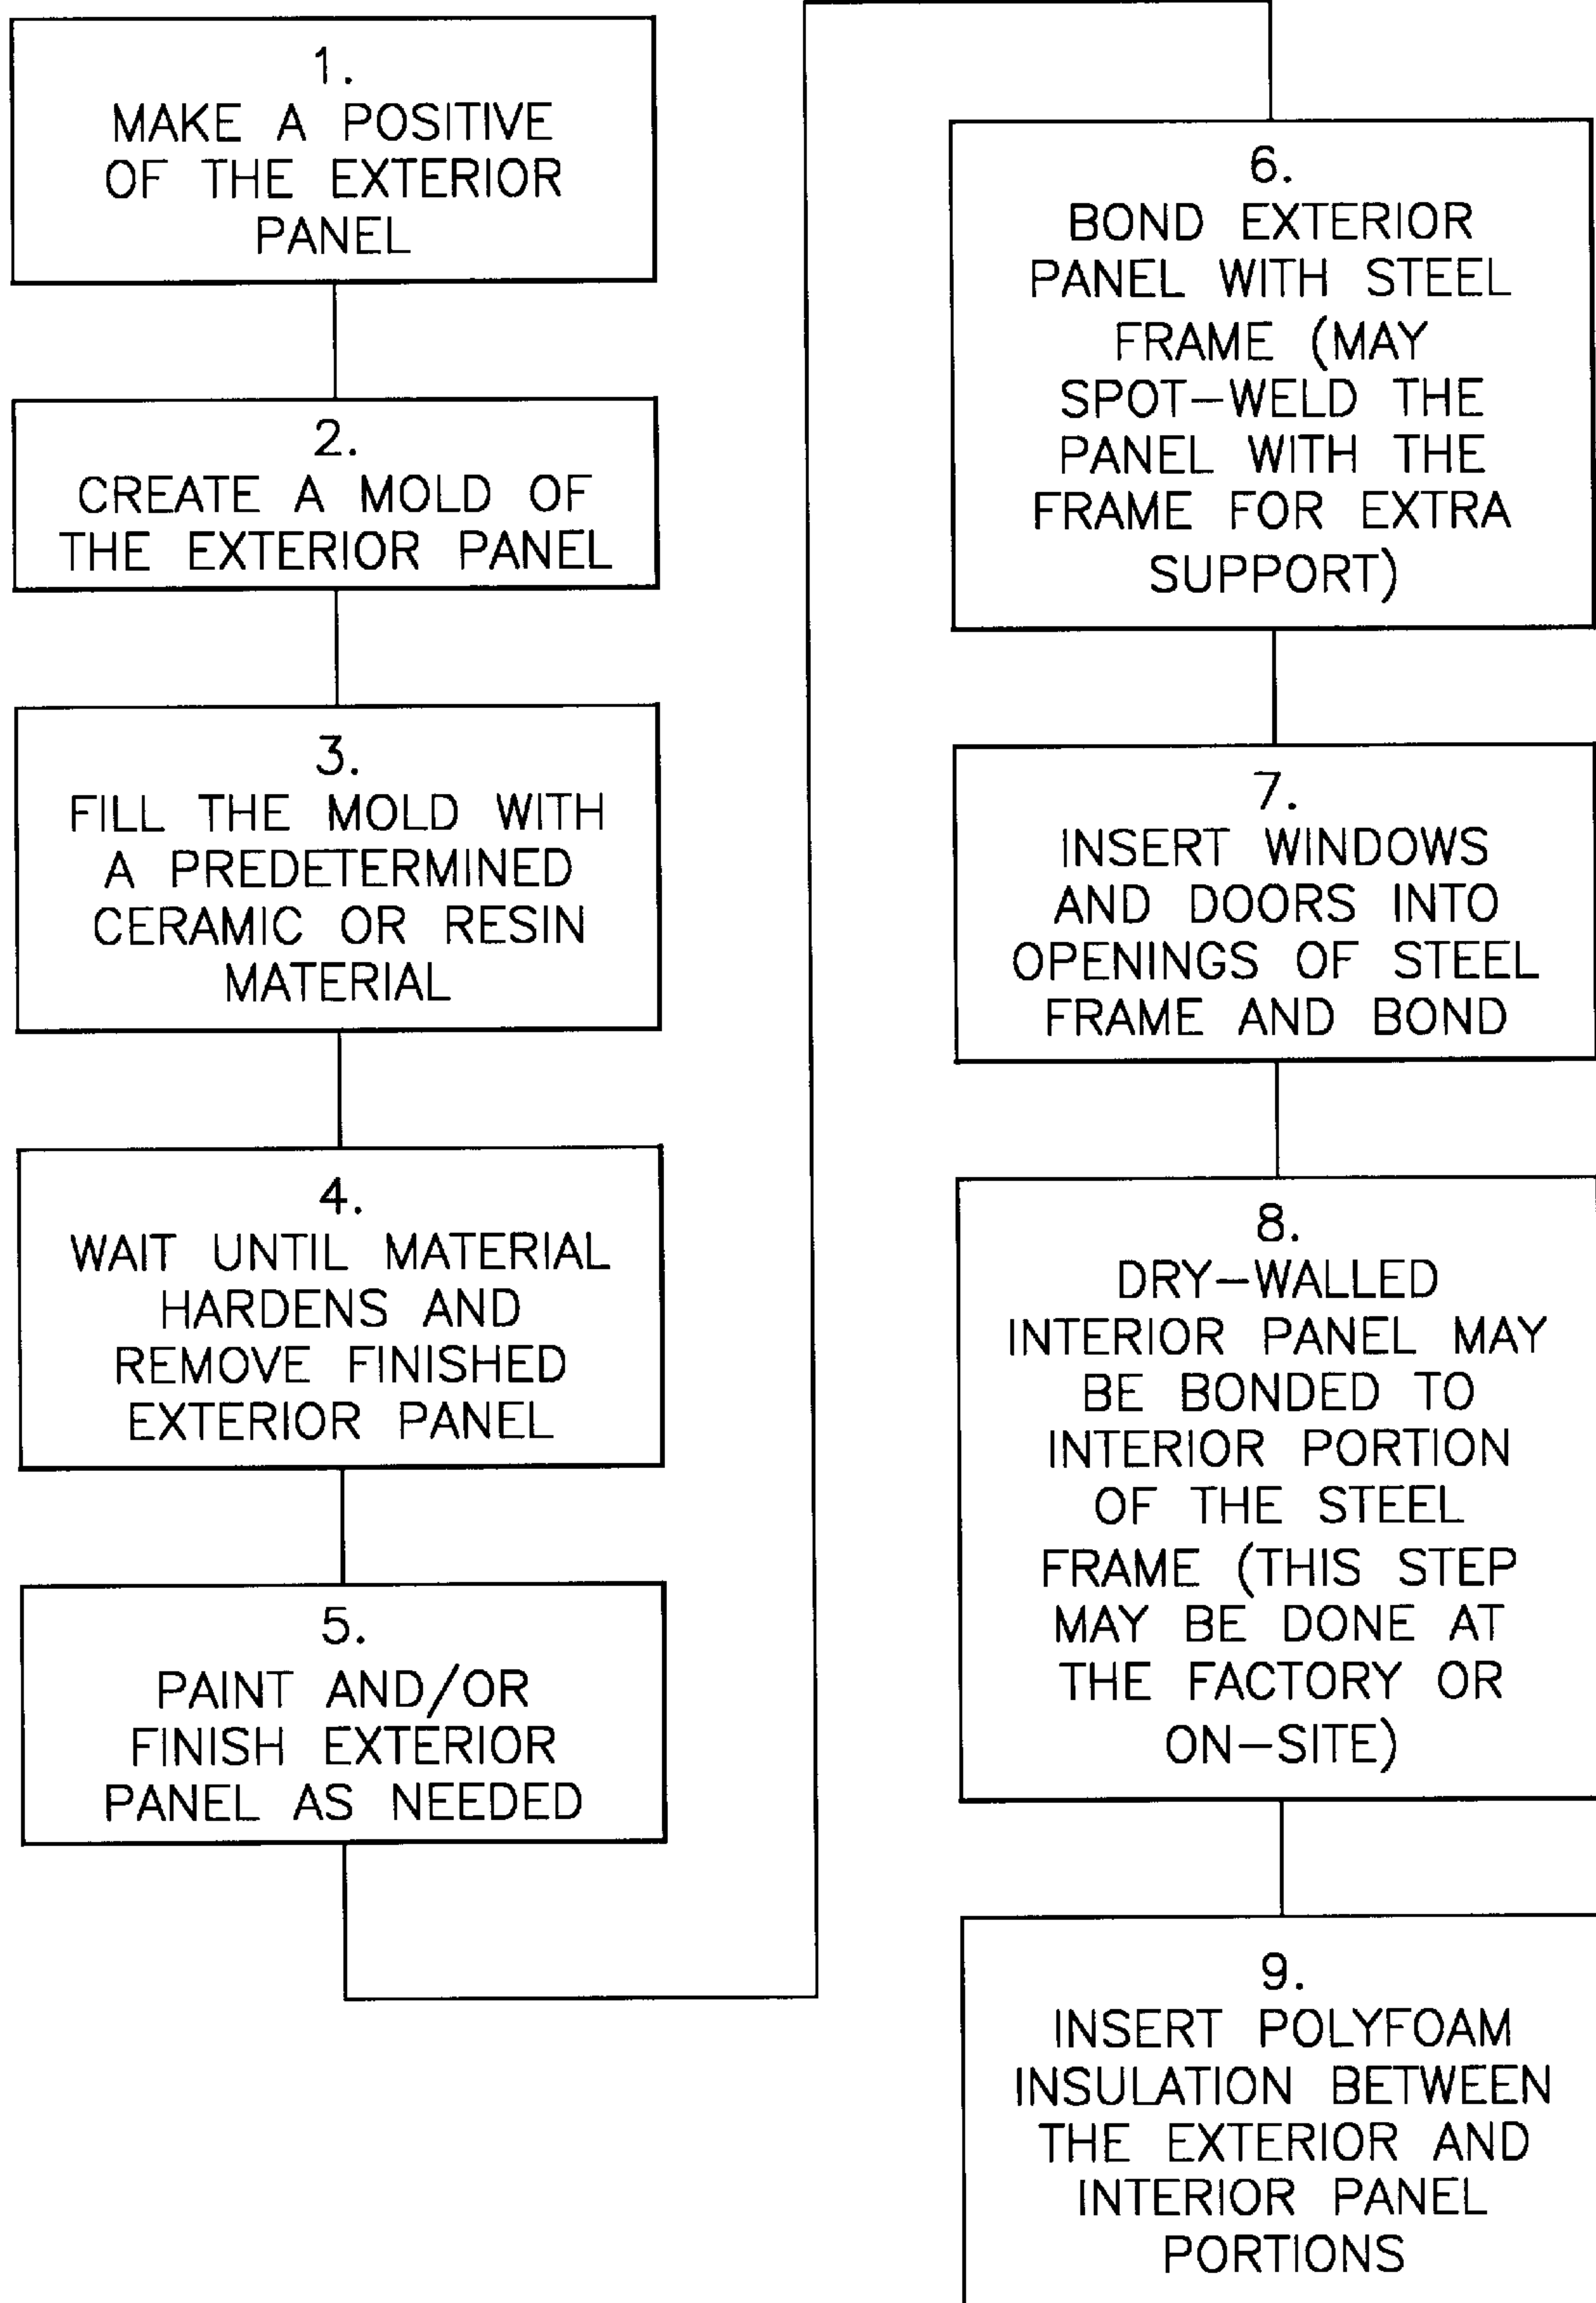 1.
MAKE A POSITIVE
OF THE EXTERIOR
PANEL
2.
CREATE A MOLD OF
THE EXTERIOR PANEL
3.
FILL THE MOLD WITH
A PREDETERMINED
CERAMIC OR RESIN
MATERIAL
4.
WAIT UNTIL MATERIAL
HARDENS AND
REMOVE FINISHED
EXTERIOR PANEL
5.
PAINT AND/OR
FINISH EXTERIOR
PANEL AS NEEDED
6.
BOND EXTERIOR
PANEL WITH STEEL
FRAME (MAY
SPOT-WELD THE
PANEL WITH THE
FRAME FOR EXTRA
SUPPORT)
7.
INSERT WINDOWS
AND DOORS INTO
OPENINGS OF STEEL
FRAME AND BOND
8.
DRY-WALLED
INTERIOR PANEL MAY
BE BONDED TO
INTERIOR PORTION
OF THE STEEL
FRAME (THIS STEP
MAY BE DONE AT
THE FACTORY OR
ON-SITE)
9.
INSERT POLYFOAM
INSULATION BETWEEN
THE EXTERIOR AND
INTERIOR PANEL
PORTIONS